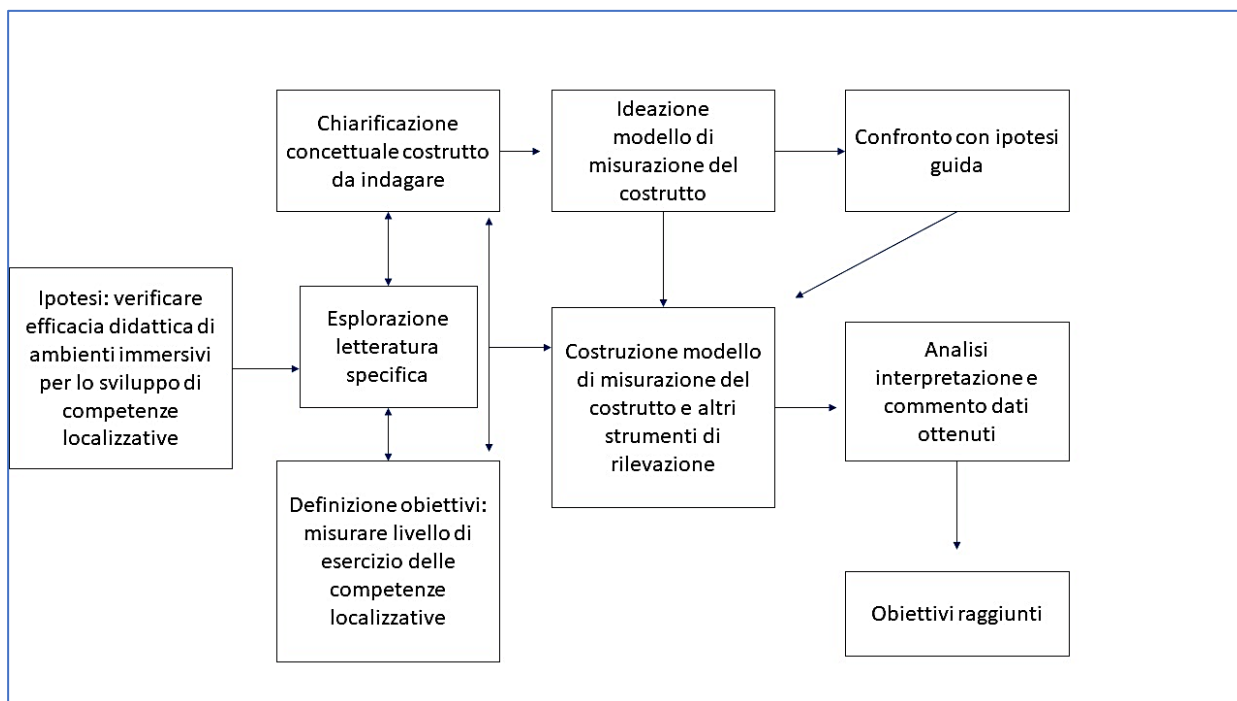 Chiarificazione
concettuale costrutto
da indagare
Ideazione
modello di
misurazione del
costrutto
Confronto con ipotesi
guida
Ipotesi: verificare
efficacia didattica di
ambienti immersivi
per lo sviluppo di
competenze
localizzative
Esplorazione
letteratura
specifica
Costruzione modello
di misurazione del
costrutto e altri
strumenti di
rilevazione
Analisi
interpretazione e
commento dati
ottenuti
Definizione obiettivi:
misurare livello di
esercizio delle
competenze
localizzative
Obiettivi raggiunti